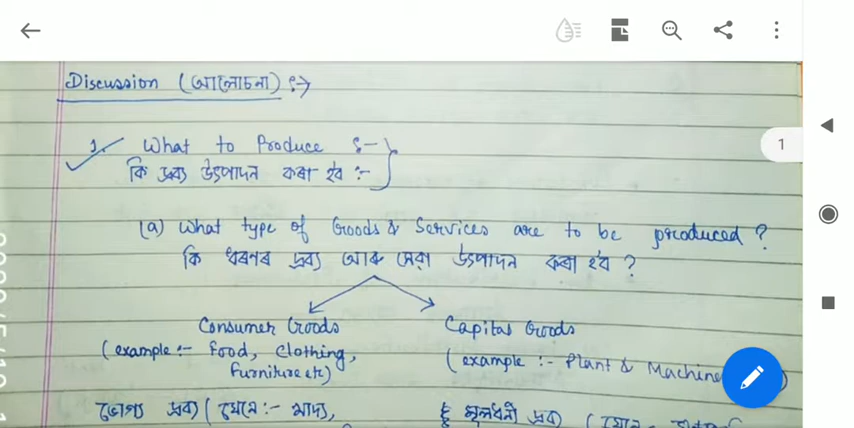 Discussion (আলোচনা) :→
1. What to Produce :-
কি দ্ৰব্য উৎপাদন কৰা হ'ব :-
1
(a) What type of Goods & Services are to be produced?
কি ধৰণৰ দ্ৰব্য আৰু সেৱা উৎপাদন কৰা হ'ব?
Consumer Goods
(example :- Food, Clothing,
Furniture etc)
Capital Goods
(example :- Plant & Machine
ভোগ্য দ্ৰব্য (যেনে :- খাদ্য,
মূলধনী দ্ৰব্য (যেনে :-